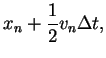 x_n + \frac{1}{2} v_n \Delta t,